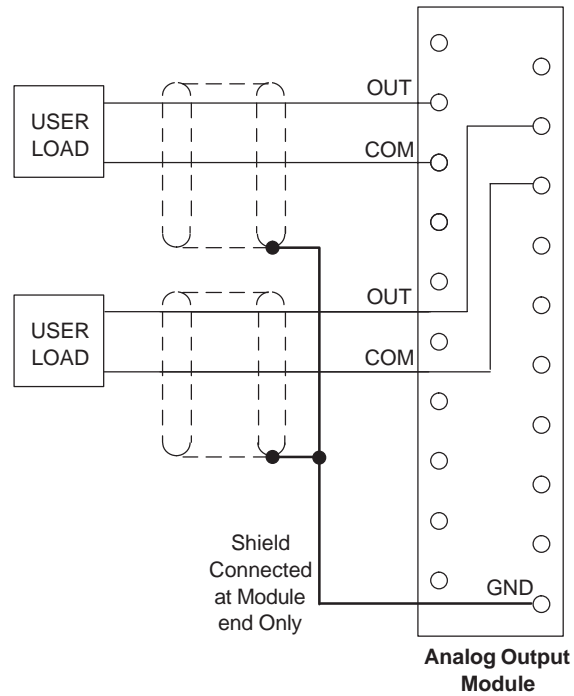 OUT
USER
LOAD
COM
OUT
USER
LOAD
COM
Shield
Connected
at Module
end Only
GND
Analog Output
Module